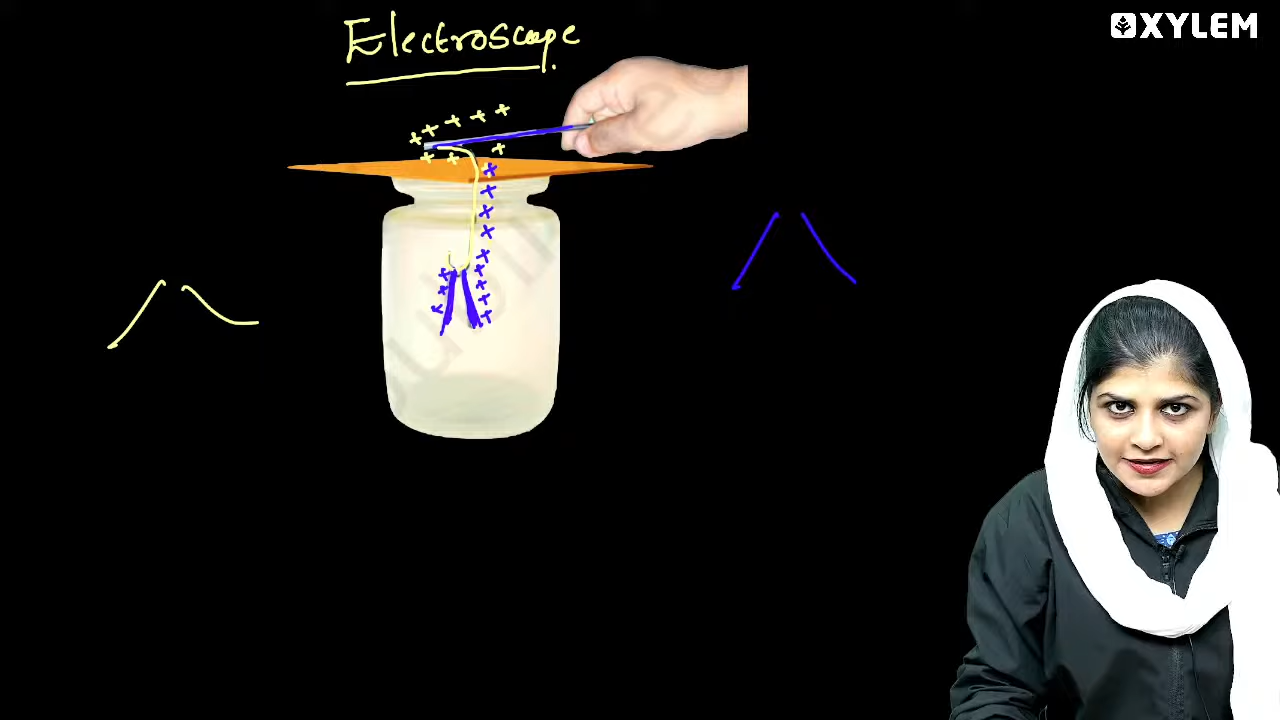 Electroscope
XYLEM
+ + + + +
+ + +